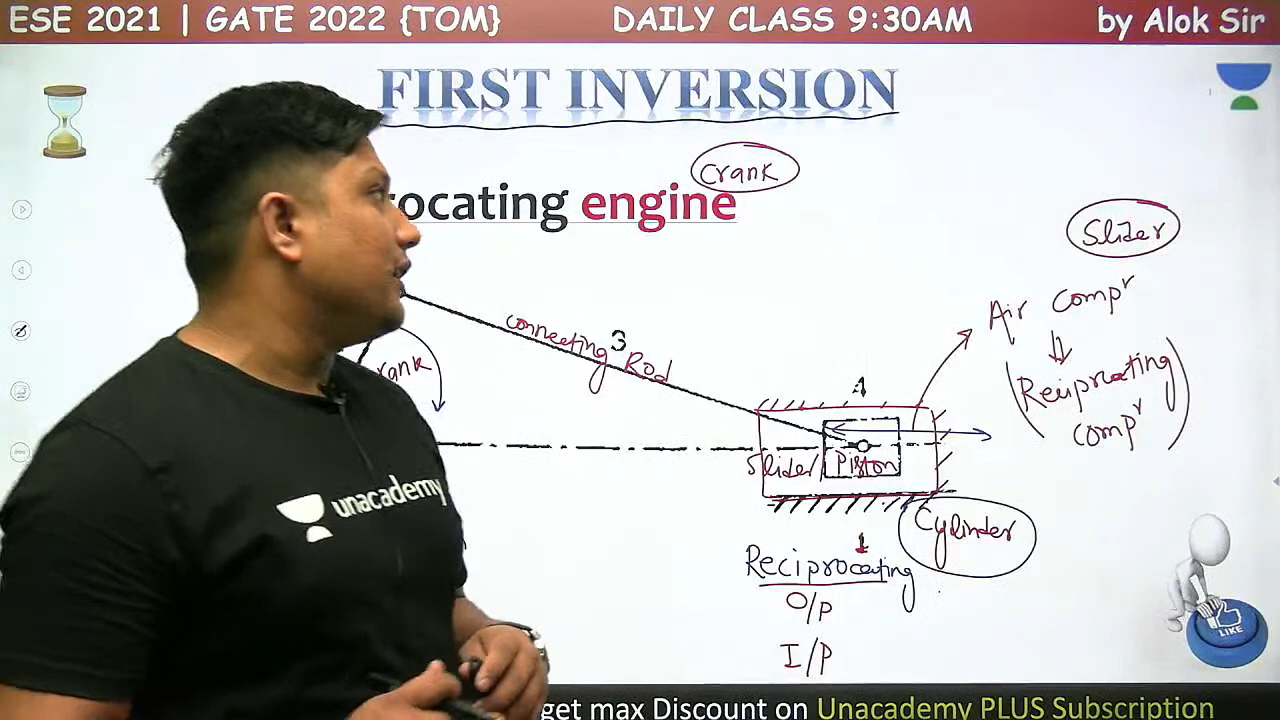 ESE 2021 | GATE 2022 {TOM} DAILY CLASS 9:30AM by Alok Sir
FIRST INVERSION
Crank
rocating engine
Slider
Air Compr
(Reciprocating
compr)
connecting Rod
3
rank
4
Slider/Piston
Cylinder
1
Reciprocating
O/P
I/P
unacademy
LIKE
get max Discount on Unacademy PLUS Subscription